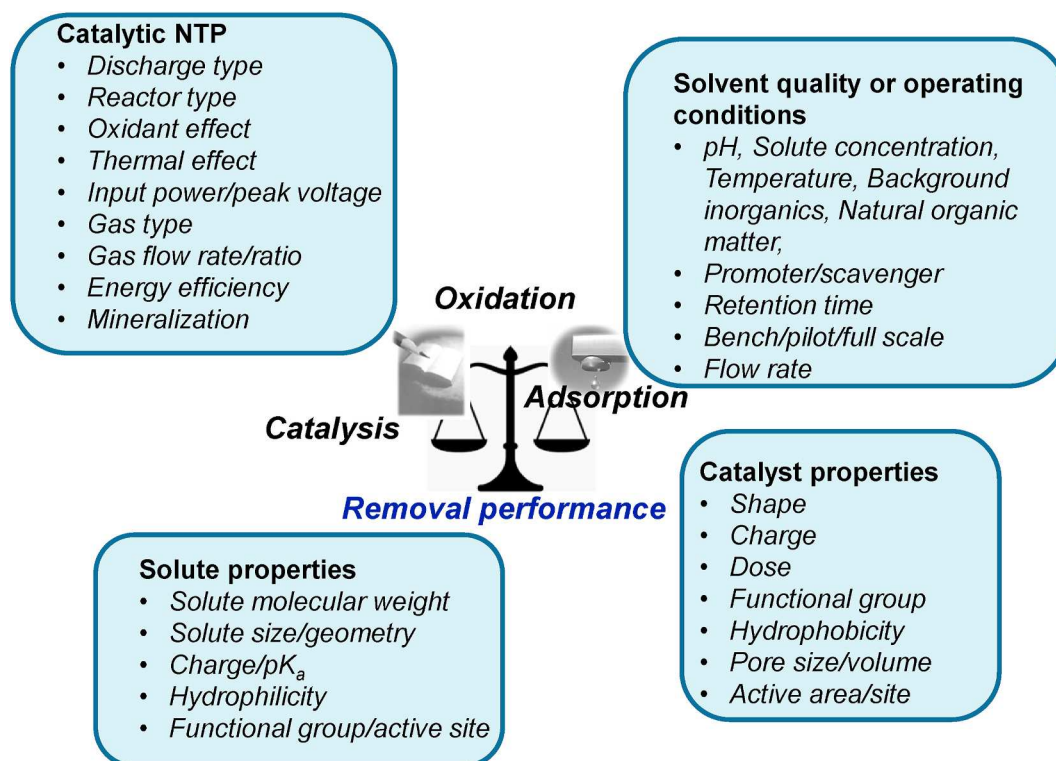 Catalytic NTP
• Discharge type
• Reactor type
• Oxidant effect
• Thermal effect
• Input power/peak voltage
• Gas type
• Gas flow rate/ratio
• Energy efficiency
• Mineralization
Solvent quality or operating
conditions
• pH, Solute concentration,
Temperature, Background
inorganics, Natural organic
matter,
• Promoter/scavenger
• Retention time
• Bench/pilot/full scale
• Flow rate
Oxidation
Adsorption
Catalysis
Removal performance
Solute properties
• Solute molecular weight
• Solute size/geometry
• Charge/pKa
• Hydrophilicity
• Functional group/active site
Catalyst properties
• Shape
• Charge
• Dose
• Functional group
• Hydrophobicity
• Pore size/volume
• Active area/site